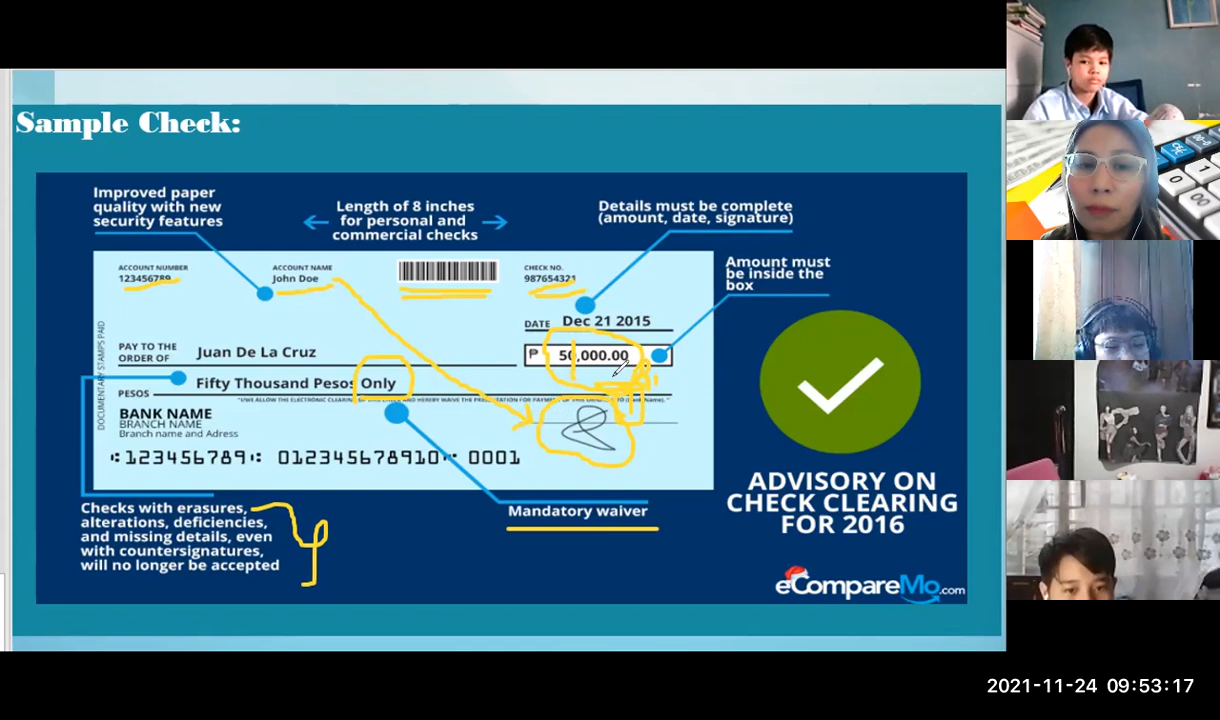 Sample Check:
Improved paper
quality with new
security features
Length of 8 inches
for personal and
commercial checks
Details must be complete
(amount, date, signature)
Amount must
be inside the
box
ACCOUNT NUMBER
123456789
ACCOUNT NAME
John Doe
CHECK NO.
987654321
DATE Dec 21 2015
PAY TO THE
ORDER OF Juan De La Cruz
₱ 50,000.00
Fifty Thousand Pesos Only
PESOS
DOCUMENTARY STAMPS PAID
BANK NAME
BRANCH NAME
Branch name and Adress
⑆123456789⑆ 012345678910⑈ 0001
Mandatory waiver
Checks with erasures,
alterations, deficiencies,
and missing details, even
with countersignatures,
will no longer be accepted
ADVISORY ON
CHECK CLEARING
FOR 2016
eCompareMo.com
2021-11-24 09:53:17